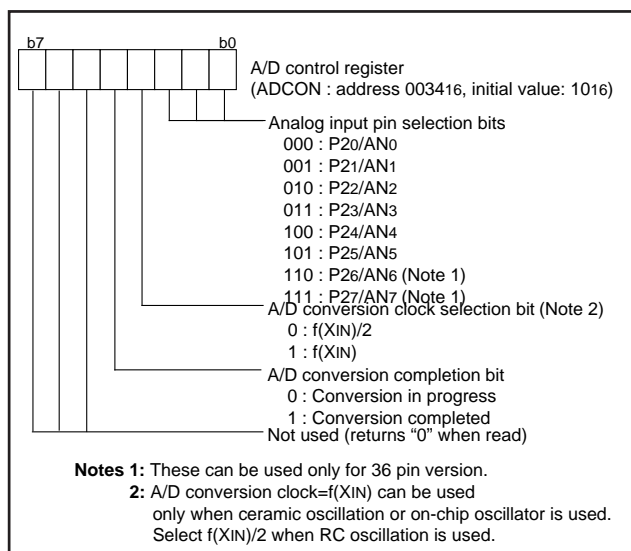 b7 b0
A/D control register
(ADCON : address 003416, initial value: 1016)
Analog input pin selection bits
000 : P20/AN0
001 : P21/AN1
010 : P22/AN2
011 : P23/AN3
100 : P24/AN4
101 : P25/AN5
110 : P26/AN6 (Note 1)
111 : P27/AN7 (Note 1)
A/D conversion clock selection bit (Note 2)
0 : f(XIN)/2
1 : f(XIN)
A/D conversion completion bit
0 : Conversion in progress
1 : Conversion completed
Not used (returns “0” when read)
Notes 1: These can be used only for 36 pin version.
2: A/D conversion clock=f(XIN) can be used
only when ceramic oscillation or on-chip oscillator is used.
Select f(XIN)/2 when RC oscillation is used.